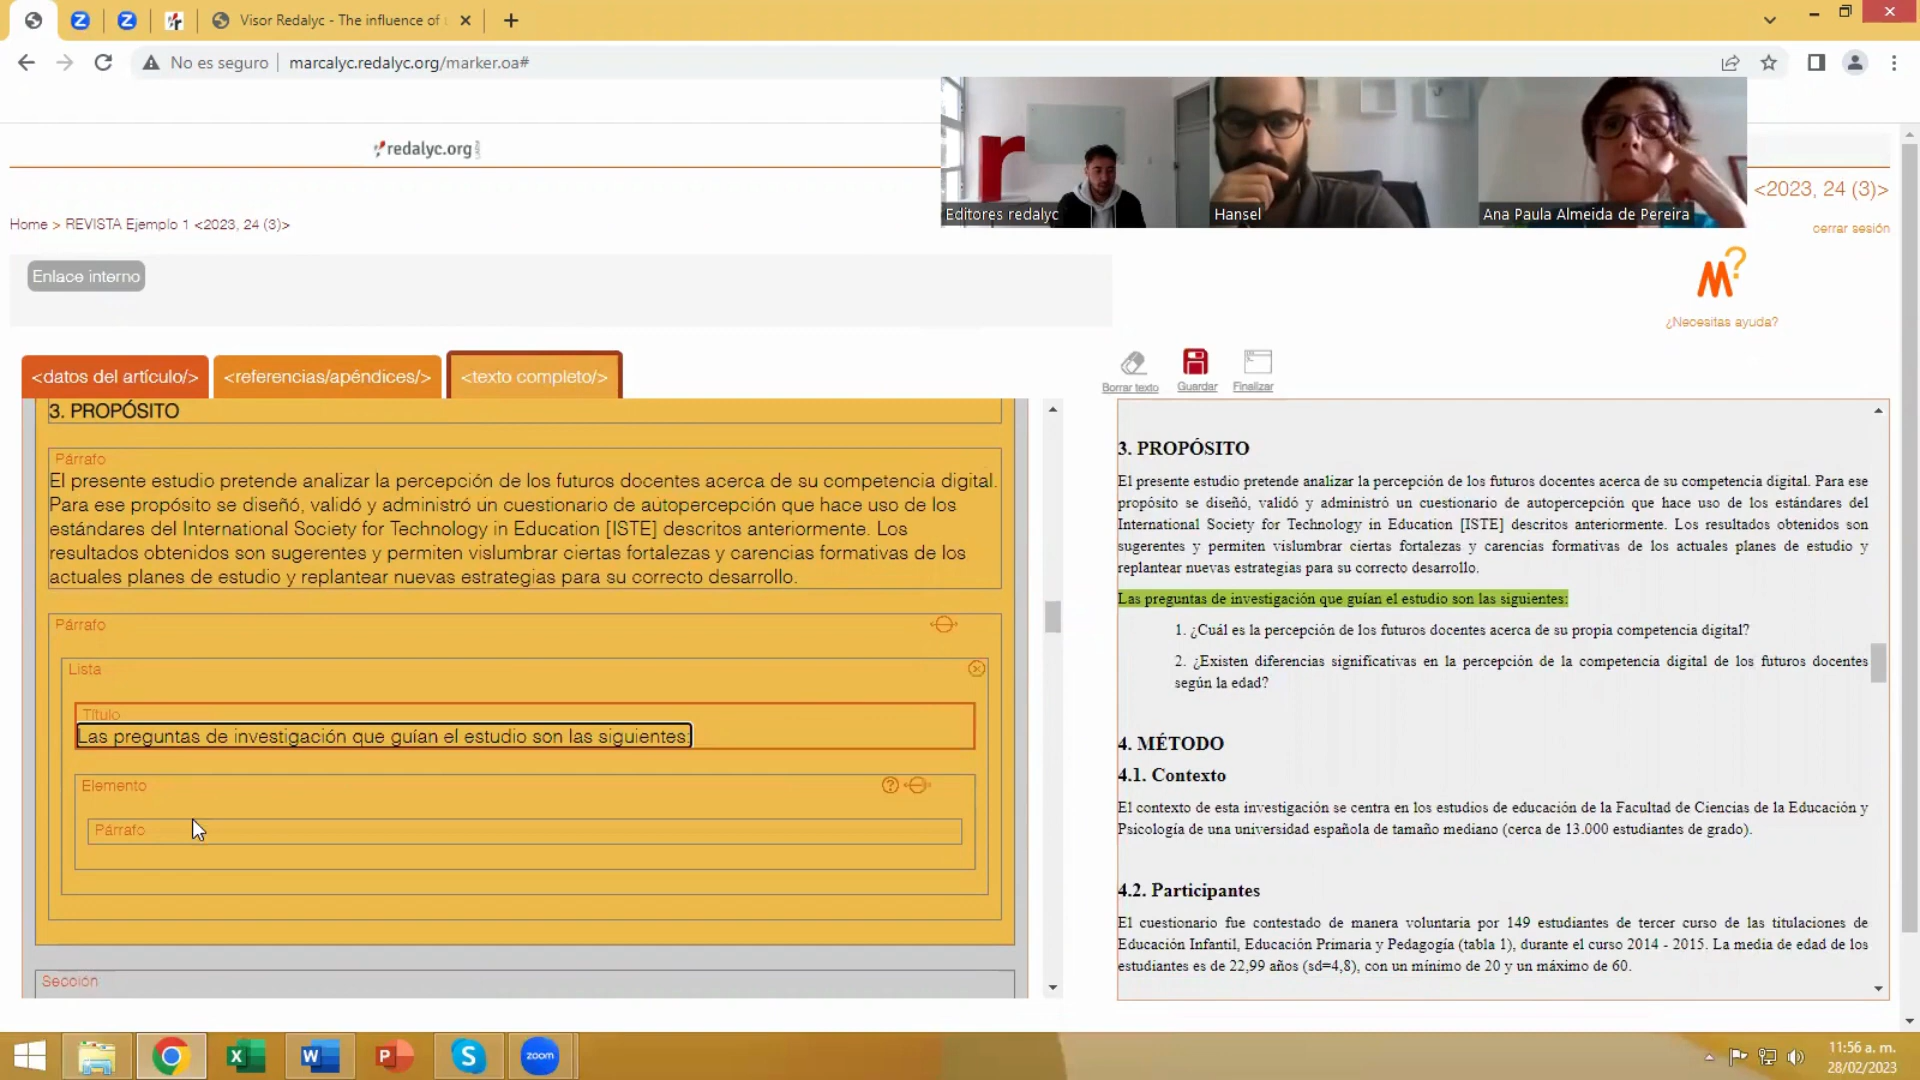 Visor Redalyc - The influence of
No es seguro
marcalyc.redalyc.org/marker.oa#
redalyc.org
Editores redalyc
Hansel
Ana Paula Almeida de Pereira
<2023, 24 (3)>
cerrar sesión
Home > REVISTA Ejemplo 1 <2023, 24 (3)>
Enlace interno
¿Necesitas ayuda?
<datos del artículo/>
<referencias/apéndices/>
<texto completo/>
Borrar texto
Guardar
Finalizar
3. PROPÓSITO
Párrafo
El presente estudio pretende analizar la percepción de los futuros docentes acerca de su competencia digital.
Para ese propósito se diseñó, validó y administró un cuestionario de autopercepción que hace uso de los
estándares del International Society for Technology in Education [ISTE] descritos anteriormente. Los
resultados obtenidos son sugerentes y permiten vislumbrar ciertas fortalezas y carencias formativas de los
actuales planes de estudio y replantear nuevas estrategias para su correcto desarrollo.
Párrafo
Lista
Título
Las preguntas de investigación que guían el estudio son las siguientes:
Elemento
Párrafo
Sección
3. PROPÓSITO
El presente estudio pretende analizar la percepción de los futuros docentes acerca de su competencia digital. Para ese
propósito se diseñó, validó y administró un cuestionario de autopercepción que hace uso de los estándares del
International Society for Technology in Education [ISTE] descritos anteriormente. Los resultados obtenidos son
sugerentes y permiten vislumbrar ciertas fortalezas y carencias formativas de los actuales planes de estudio y
replantear nuevas estrategias para su correcto desarrollo.
Las preguntas de investigación que guían el estudio son las siguientes:
1. ¿Cuál es la percepción de los futuros docentes acerca de su propia competencia digital?
2. ¿Existen diferencias significativas en la percepción de la competencia digital de los futuros docentes
según la edad?
4. MÉTODO
4.1. Contexto
El contexto de esta investigación se centra en los estudios de educación de la Facultad de Ciencias de la Educación y
Psicología de una universidad española de tamaño mediano (cerca de 13.000 estudiantes de grado).
4.2. Participantes
El cuestionario fue contestado de manera voluntaria por 149 estudiantes de tercer curso de las titulaciones de
Educación Infantil, Educación Primaria y Pedagogía (tabla 1), durante el curso 2014 - 2015. La media de edad de los
estudiantes es de 22,99 años (sd=4,8), con un mínimo de 20 y un máximo de 60.
zoom
11:56 a. m.
28/02/2023